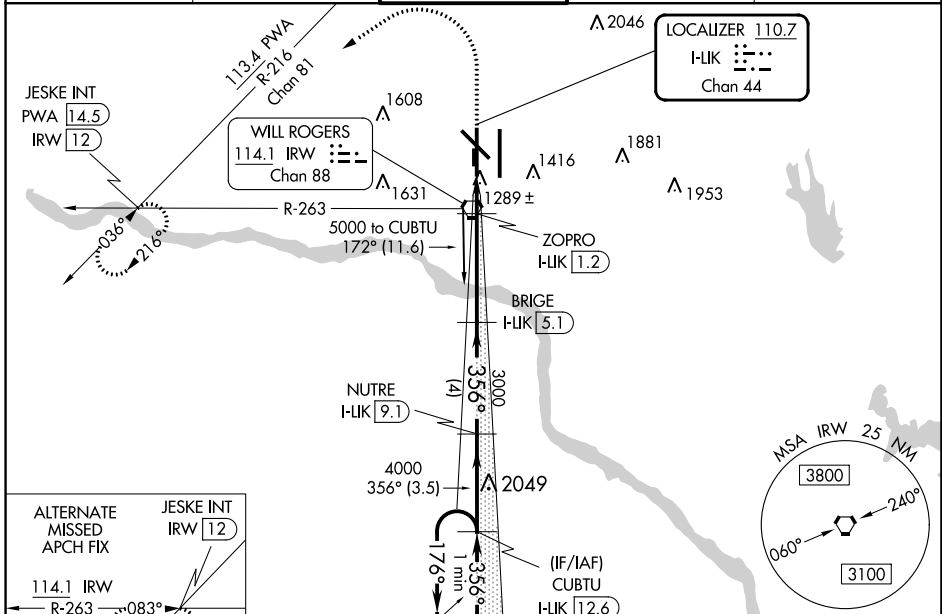 2046
LOCALIZER 110.7
I-LIK
Chan 44
113.4 PWA
R-216
Chan 81
JESKE INT
PWA 14.5
IRW 12
1608
WILL ROGERS
114.1 IRW
Chan 88
1631
1416
1881
1953
1289 ±
R-263
036°
216°
5000 to CUBTU
172° (11.6)
ZOPRO
I-LIK 1.2
BRIGE
I-LIK 5.1
356°
3000
(4)
NUTRE
I-LIK 9.1
4000
356° (3.5)
2049
MSA IRW 25 NM
3800
240°
060°
3100
ALTERNATE
MISSED
APCH FIX
JESKE INT
IRW 12
114.1 IRW
R-263
083°
176°
1 min
356°
(IF/IAF)
CUBTU
I-LIK 12.6